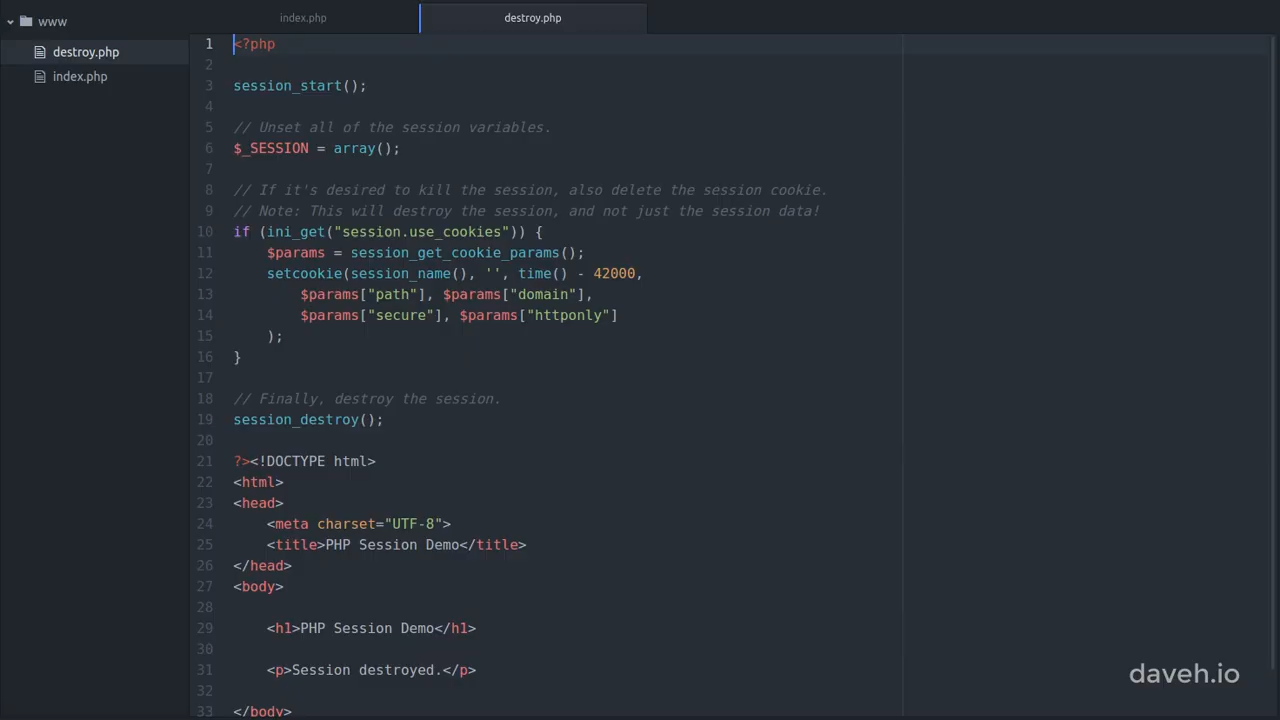 www
destroy.php
index.php
index.php
destroy.php
1 <?php
2
3 session_start();
4
5 // Unset all of the session variables.
6 $_SESSION = array();
7
8 // If it's desired to kill the session, also delete the session cookie.
9 // Note: This will destroy the session, and not just the session data!
10 if (ini_get("session.use_cookies")) {
11     $params = session_get_cookie_params();
12     setcookie(session_name(), '', time() - 42000,
13         $params["path"], $params["domain"],
14         $params["secure"], $params["httponly"]
15     );
16 }
17
18 // Finally, destroy the session.
19 session_destroy();
20
21 ?><!DOCTYPE html>
22 <html>
23 <head>
24     <meta charset="UTF-8">
25     <title>PHP Session Demo</title>
26 </head>
27 <body>
28
29     <h1>PHP Session Demo</h1>
30
31     <p>Session destroyed.</p>
32
33 </body>
daveh.io